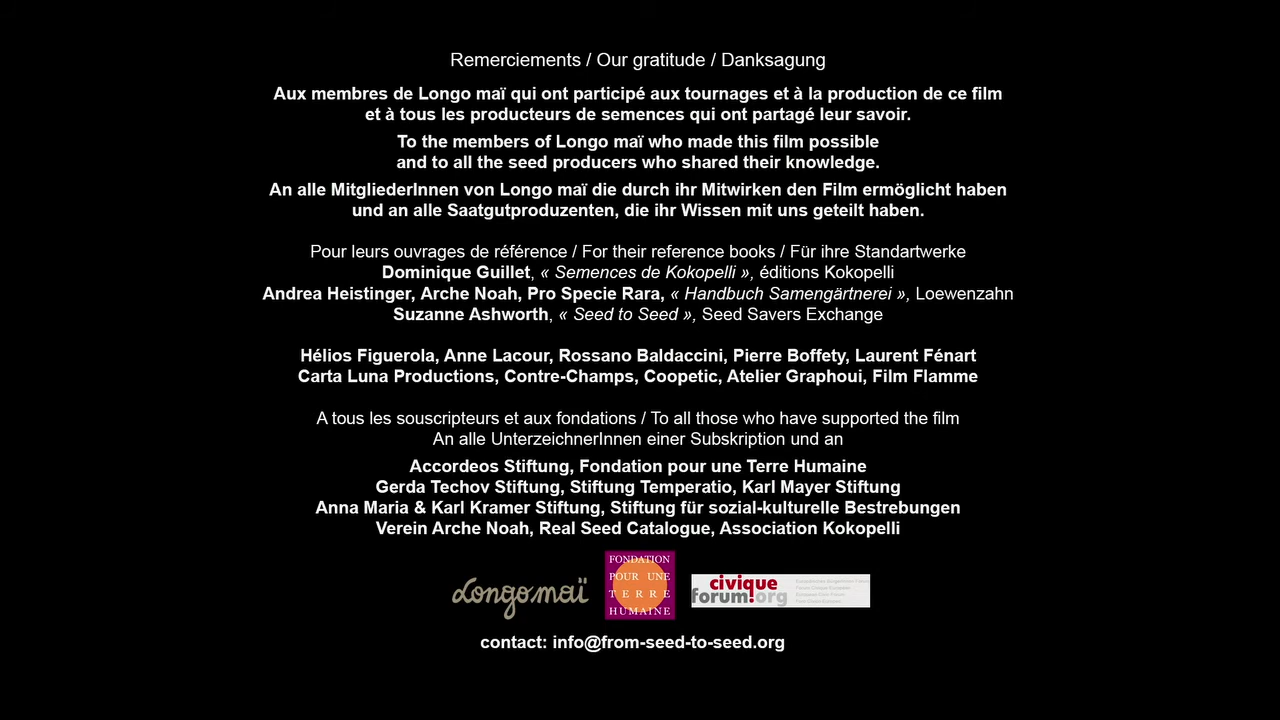 Remerciements / Our gratitude / Danksagung
Aux membres de Longo maï qui ont participé aux tournages et à la production de ce film
et à tous les producteurs de semences qui ont partagé leur savoir.
To the members of Longo maï who made this film possible
and to all the seed producers who shared their knowledge.
An alle MitgliederInnen von Longo maï die durch ihr Mitwirken den Film ermöglicht haben
und an alle Saatgutproduzenten, die ihr Wissen mit uns geteilt haben.
Pour leurs ouvrages de référence / For their reference books / Für ihre Standartwerke
Dominique Guillet, « Semences de Kokopelli », éditions Kokopelli
Andrea Heistinger, Arche Noah, Pro Specie Rara, « Handbuch Samengärtnerei », Loewenzahn
Suzanne Ashworth, « Seed to Seed », Seed Savers Exchange
Hélios Figuerola, Anne Lacour, Rossano Baldaccini, Pierre Boffety, Laurent Fénart
Carta Luna Productions, Contre-Champs, Coopetic, Atelier Graphoui, Film Flamme
A tous les souscripteurs et aux fondations / To all those who have supported the film
An alle UnterzeichnerInnen einer Subskription und an
Accordeos Stiftung, Fondation pour une Terre Humaine
Gerda Techov Stiftung, Stiftung Temperatio, Karl Mayer Stiftung
Anna Maria & Karl Kramer Stiftung, Stiftung für sozial-kulturelle Bestrebungen
Verein Arche Noah, Real Seed Catalogue, Association Kokopelli
Longo maï
FONDATION
POUR UNE
TERRE
HUMAINE
civique
forum!org
contact: info@from-seed-to-seed.org